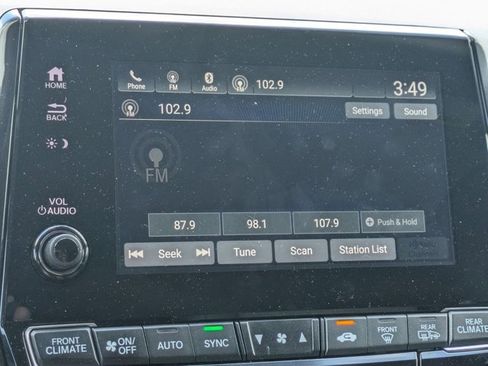 HOME
BACK
VOL
AUDIO
Phone FM Audio 102.9 3:49
102.9 Settings Sound
FM
87.9 98.1 107.9 Push & Hold
Seek Tune Scan Station List
FRONT CLIMATE ON/OFF AUTO SYNC FRONT REAR REAR CLIMATE